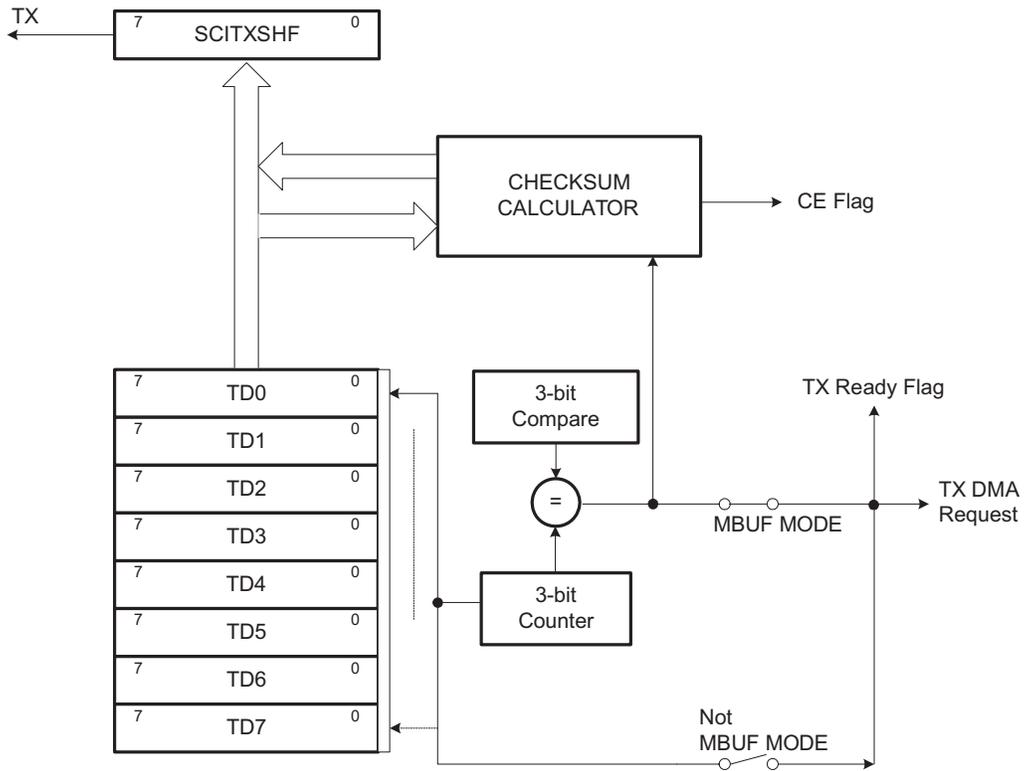 TX
7 SCITXSHF 0
CHECKSUM
CALCULATOR
CE Flag
7 TD0 0
7 TD1 0
7 TD2 0
7 TD3 0
7 TD4 0
7 TD5 0
7 TD6 0
7 TD7 0
3-bit
Compare
=
3-bit
Counter
MBUF MODE
TX Ready Flag
TX DMA
Request
Not
MBUF MODE